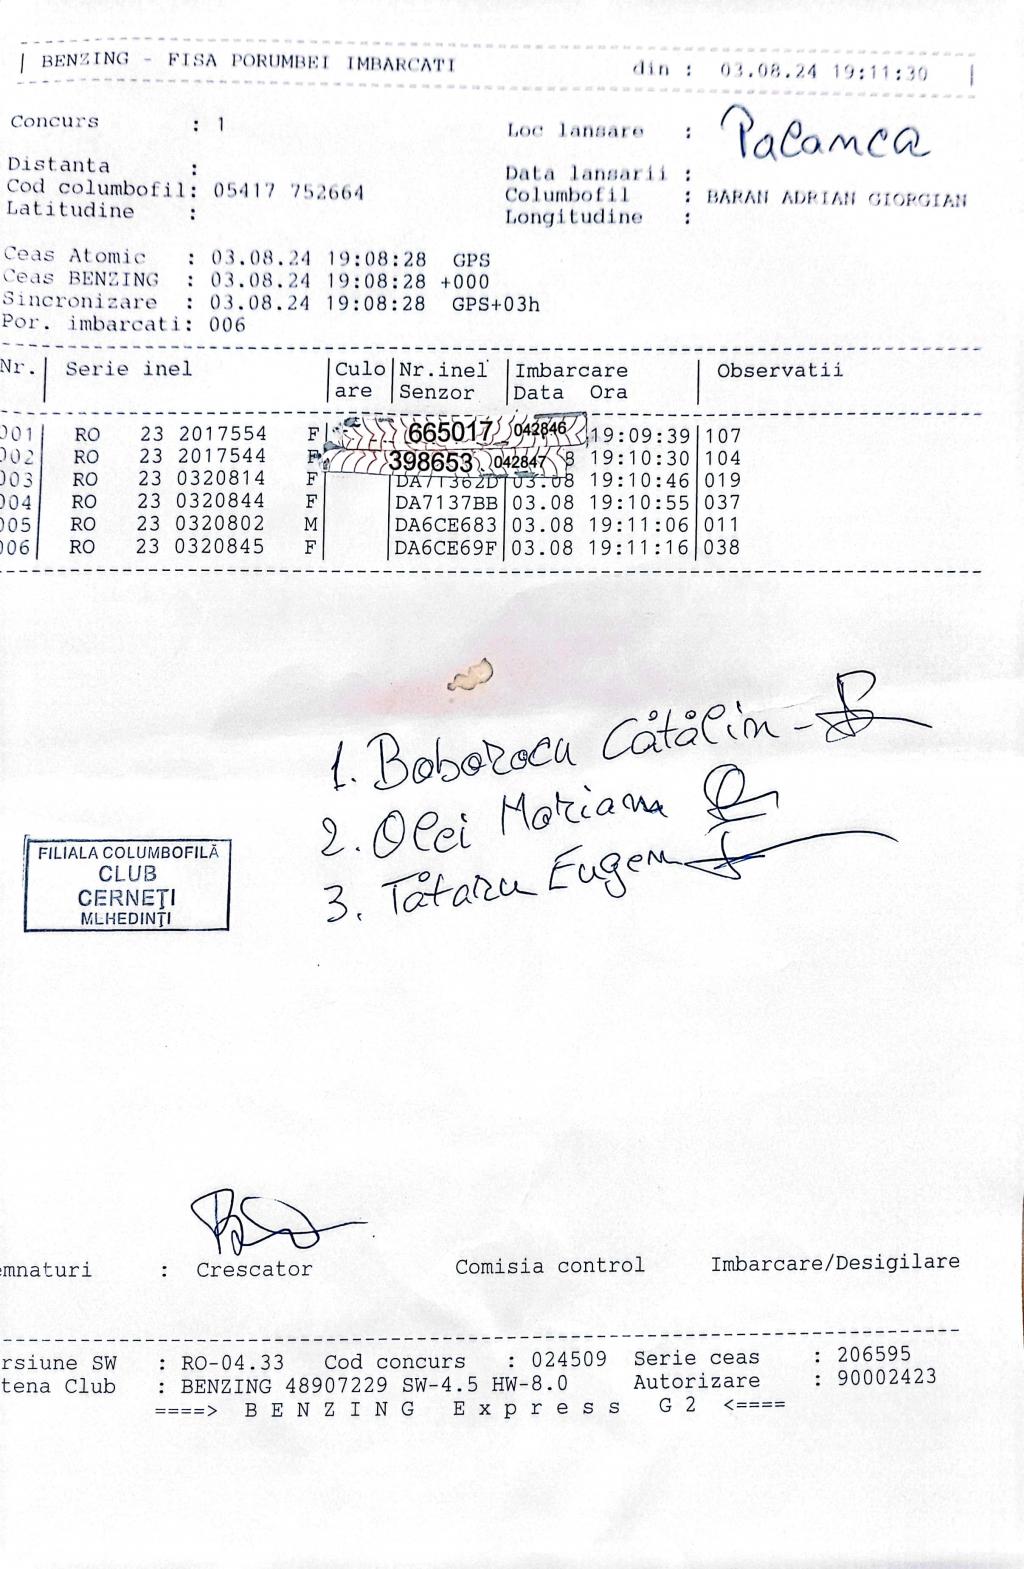 BENZING - FISA PORUMBEI IMBARCATI din : 03.08.24 19:11:30
Concurs : 1 Loc lansare : Palanca
Distanta : Data lansarii :
Cod columbofil: 05417 752664 Columbofil : BARAN ADRIAN GIORGIAN
Latitudine : Longitudine :
Ceas Atomic : 03.08.24 19:08:28 GPS
Ceas BENZING : 03.08.24 19:08:28 +000
Sincronizare : 03.08.24 19:08:28 GPS+03h
Por. imbarcati: 006
Nr. Serie inel Culo Nr.inel Imbarcare Observatii
are Senzor Data Ora
001 RO 23 2017554 F 665017 042846 19:09:39 107
002 RO 23 2017544 F 398653 042847 8 19:10:30 104
003 RO 23 0320814 F 03.08 19:10:46 019
004 RO 23 0320844 F DA7137BB 03.08 19:10:55 037
005 RO 23 0320802 M DA6CE683 03.08 19:11:06 011
006 RO 23 0320845 F DA6CE69F 03.08 19:11:16 038
1. Boborocu Cătălin -
2. Olei Marian
3. Tătaru Eugen
FILIALA COLUMBOFILĂ
CLUB
CERNEȚI
MEHEDINȚI
emnaturi : Crescator Comisia control Imbarcare/Desigilare
rsiune SW : RO-04.33 Cod concurs : 024509 Serie ceas : 206595
tena Club : BENZING 48907229 SW-4.5 HW-8.0 Autorizare : 90002423
====> B E N Z I N G E x p r e s s G 2 <====